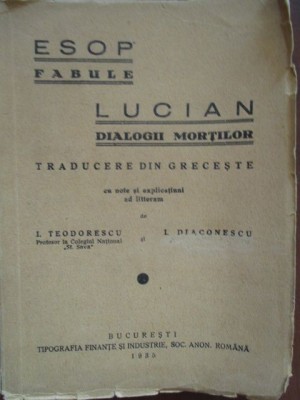 ESOP
FABULE
LUCIAN
DIALOGII MORȚILOR
TRADUCERE DIN GRECEȘTE
cu note și explicațiuni
ad litteram
de
I. TEODORESCU
Profesor la Colegiul Național
„Sf. Sava"
și
I. DIACONESCU
BUCUREȘTI
TIPOGRAFIA FINANȚE ȘI INDUSTRIE, SOC. ANON. ROMÂNĂ